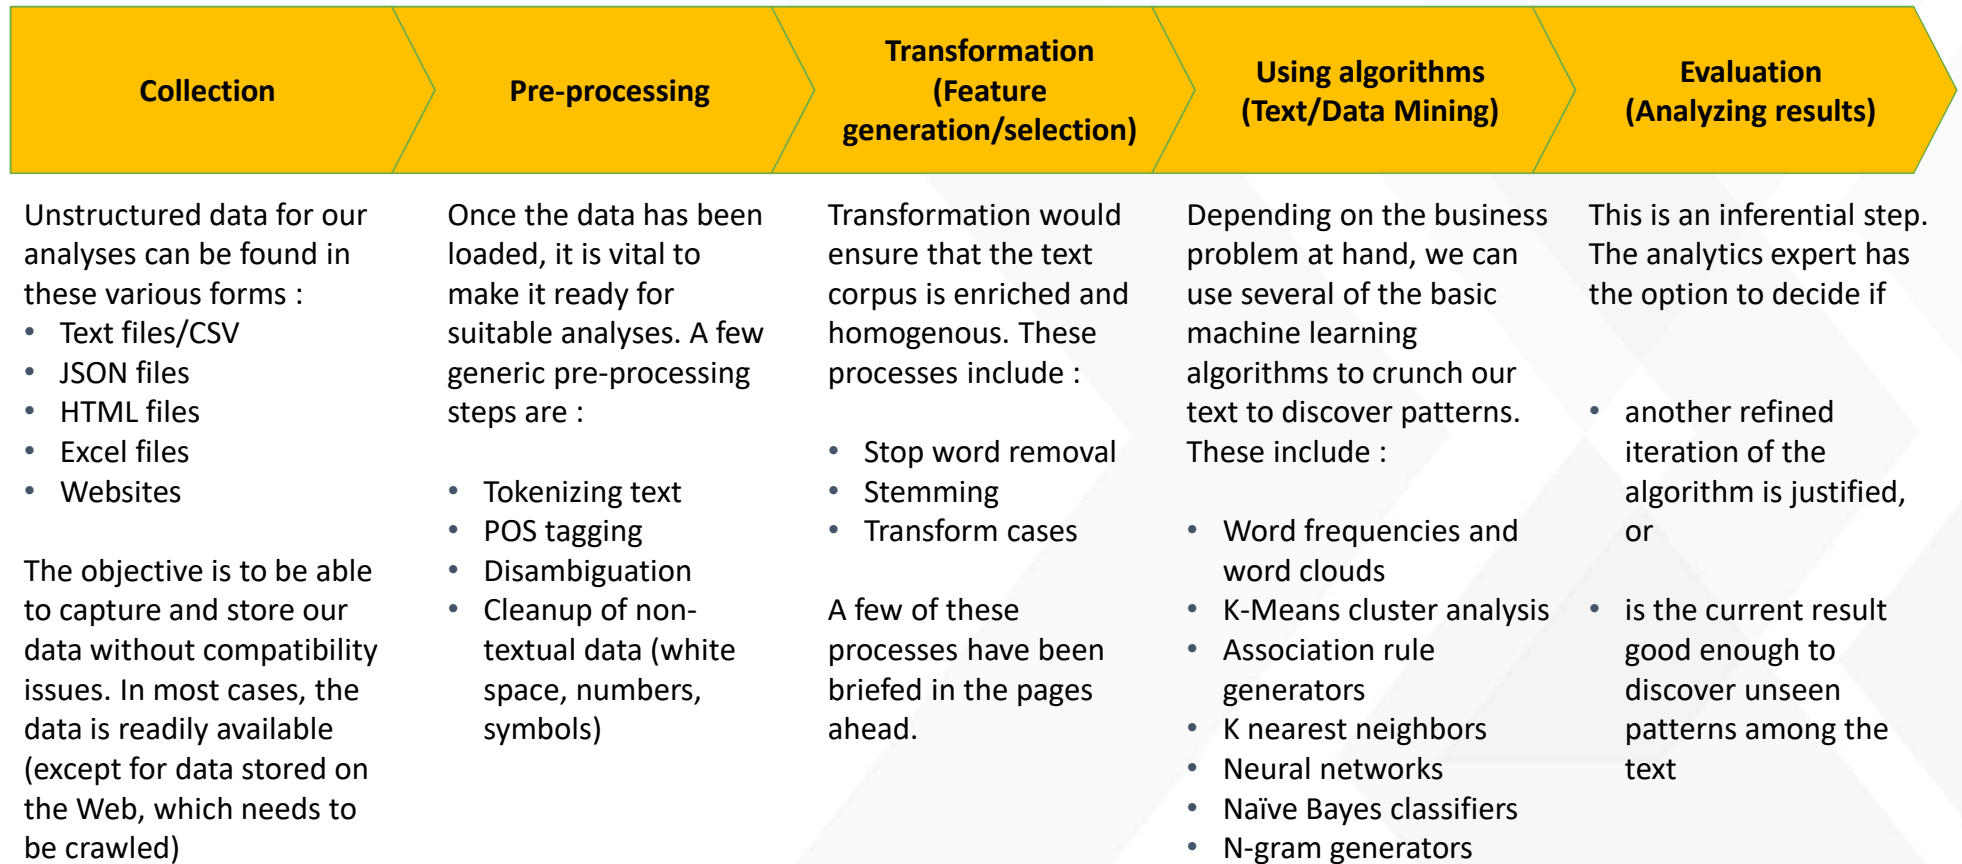 Collection
Pre-processing
Transformation
(Feature
generation/selection)
Using algorithms
(Text/Data Mining)
Evaluation
(Analyzing results)
Unstructured data for our
analyses can be found in
these various forms :
• Text files/CSV
• JSON files
• HTML files
• Excel files
• Websites
The objective is to be able
to capture and store our
data without compatibility
issues. In most cases, the
data is readily available
(except for data stored on
the Web, which needs to
be crawled)
Once the data has been
loaded, it is vital to
make it ready for
suitable analyses. A few
generic pre-processing
steps are :
• Tokenizing text
• POS tagging
• Disambiguation
• Cleanup of non-
textual data (white
space, numbers,
symbols)
Transformation would
ensure that the text
corpus is enriched and
homogenous. These
processes include :
• Stop word removal
• Stemming
• Transform cases
A few of these
processes have been
briefed in the pages
ahead.
Depending on the business
problem at hand, we can
use several of the basic
machine learning
algorithms to crunch our
text to discover patterns.
These include :
• Word frequencies and
word clouds
• K-Means cluster analysis
• Association rule
generators
• K nearest neighbors
• Neural networks
• Naïve Bayes classifiers
• N-gram generators
This is an inferential step.
The analytics expert has
the option to decide if
• another refined
iteration of the
algorithm is justified,
or
• is the current result
good enough to
discover unseen
patterns among the
text